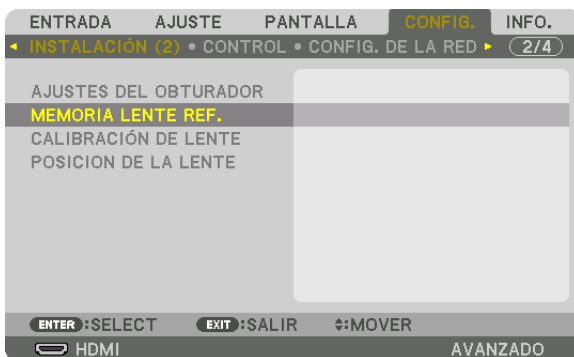 ENTRADA AJUSTE PANTALLA CONFIG. INFO.
INSTALACIÓN (2) • CONTROL • CONFIG. DE LA RED 2/4
AJUSTES DEL OBTURADOR
MEMORIA LENTE REF.
CALIBRACIÓN DE LENTE
POSICION DE LA LENTE
ENTER :SELECT EXIT :SALIR :MOVER
HDMI AVANZADO